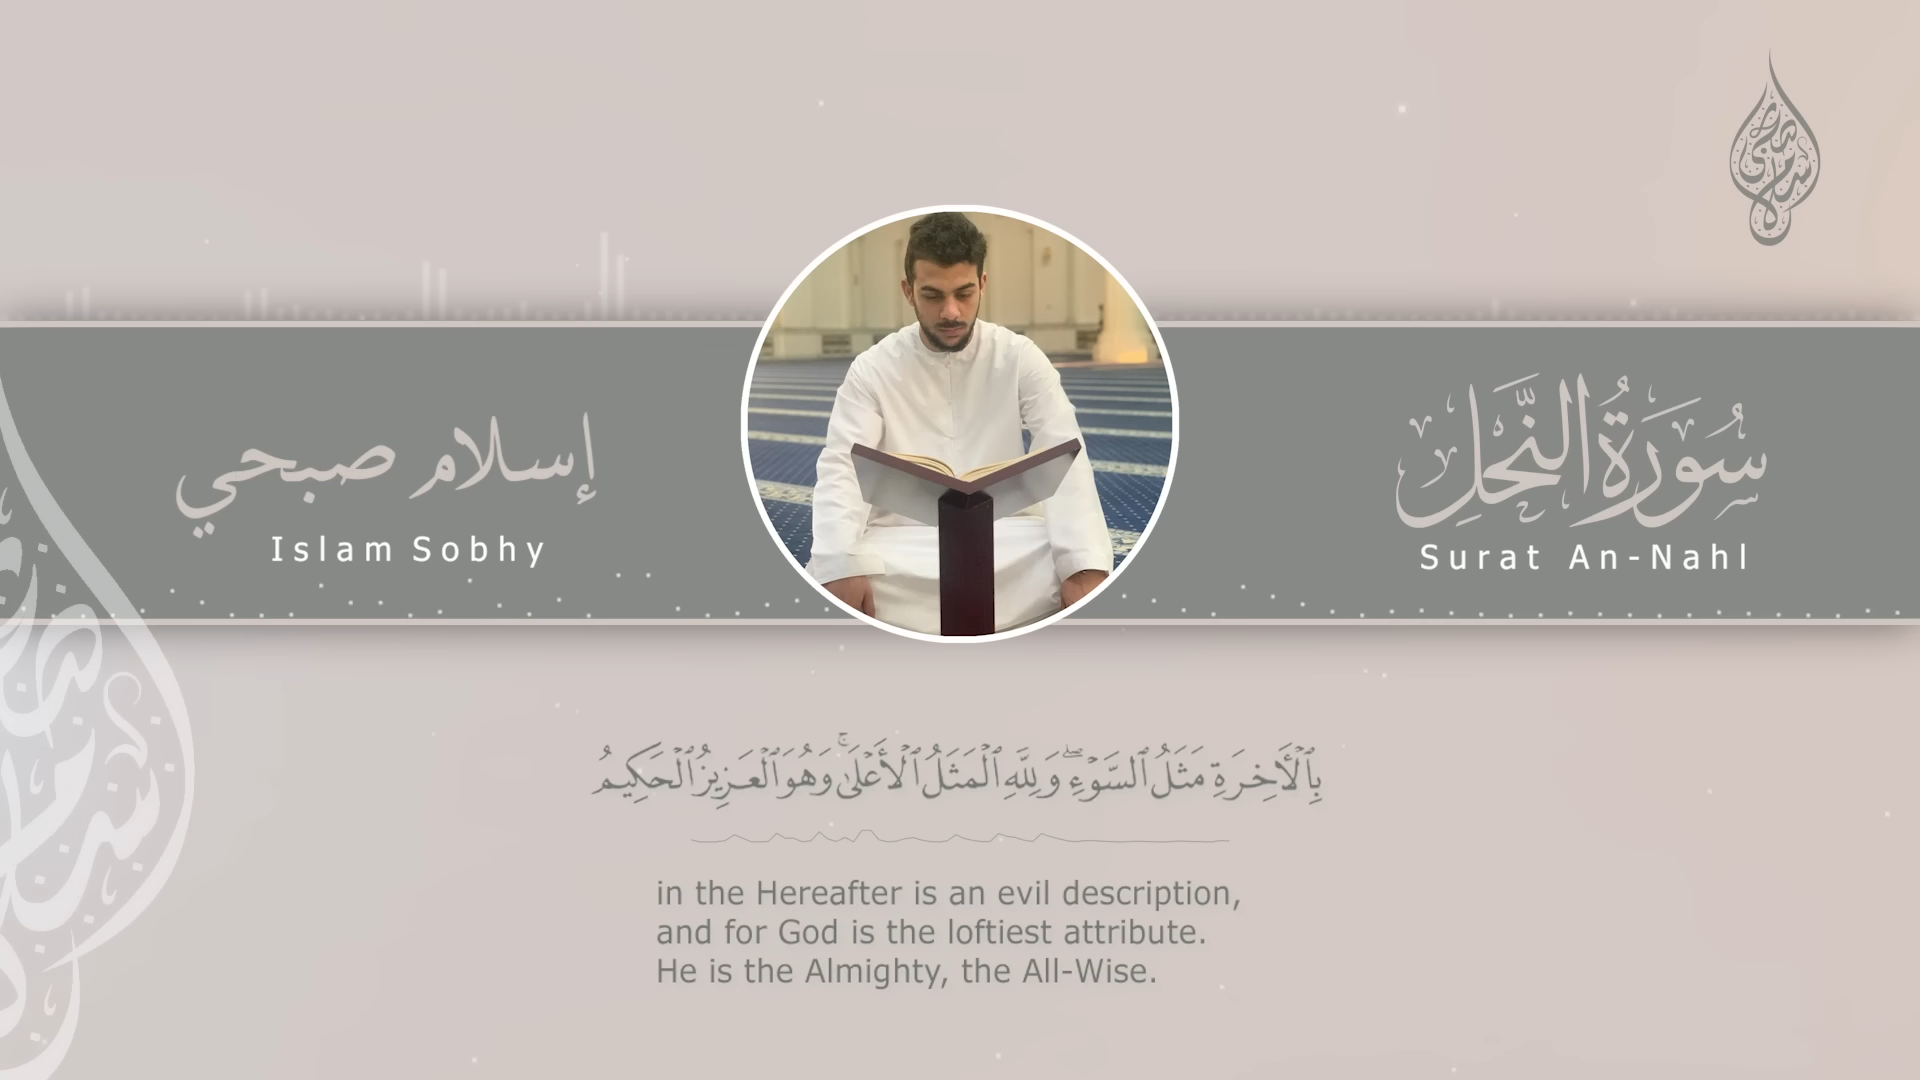 إسلام صبحي
Islam Sobhy
سُورَةُ النَّحْلِ
Surat An-Nahl
بِٱلْأَخِرَةِ مَثَلُ ٱلسَّوْءِ ۖ وَلِلَّهِ ٱلْمَثَلُ ٱلْأَعْلَىٰ ۚ وَهُوَ ٱلْعَزِيزُ ٱلْحَكِيمُ
in the Hereafter is an evil description,
and for God is the loftiest attribute.
He is the Almighty, the All-Wise.